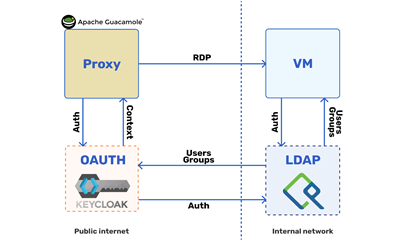 Apache Guacamole™
Proxy
RDP
VM
Auth
Context
Auth
Users
Groups
OAUTH
KEYCLOAK
Users
Groups
Auth
LDAP
Public internet
Internal network